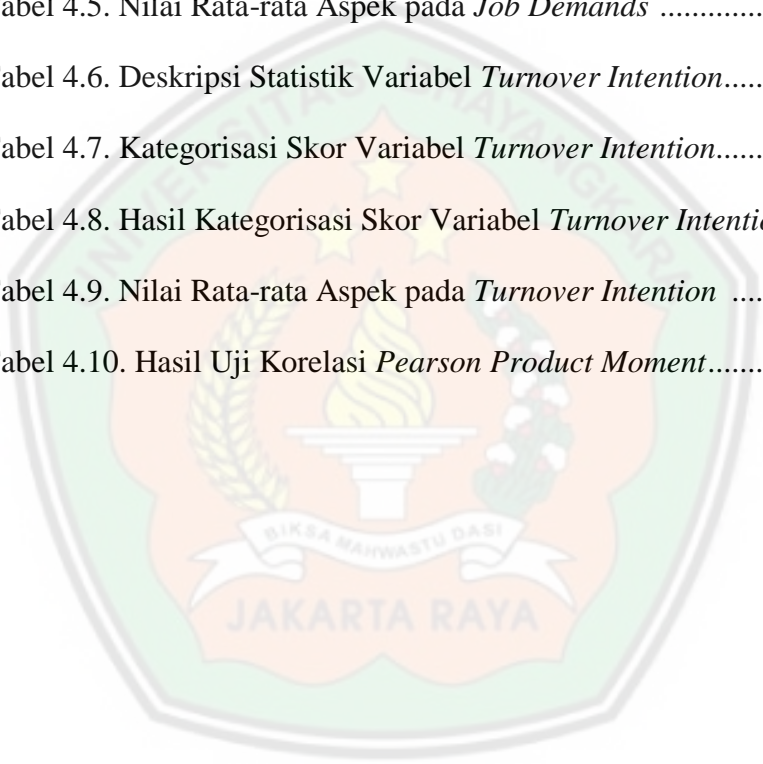 abel 4.5. Nilai Rata-rata Aspek pada Job Demands .............
abel 4.6. Deskripsi Statistik Variabel Turnover Intention.....
abel 4.7. Kategorisasi Skor Variabel Turnover Intention.......
abel 4.8. Hasil Kategorisasi Skor Variabel Turnover Intentio
abel 4.9. Nilai Rata-rata Aspek pada Turnover Intention ....
abel 4.10. Hasil Uji Korelasi Pearson Product Moment.......
UNIVERSITAS BHAYANGKARA
BIKSA MAHWASTU DASI
JAKARTA RAYA